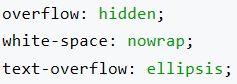 overflow: hidden;
white-space: nowrap;
text-overflow: ellipsis;